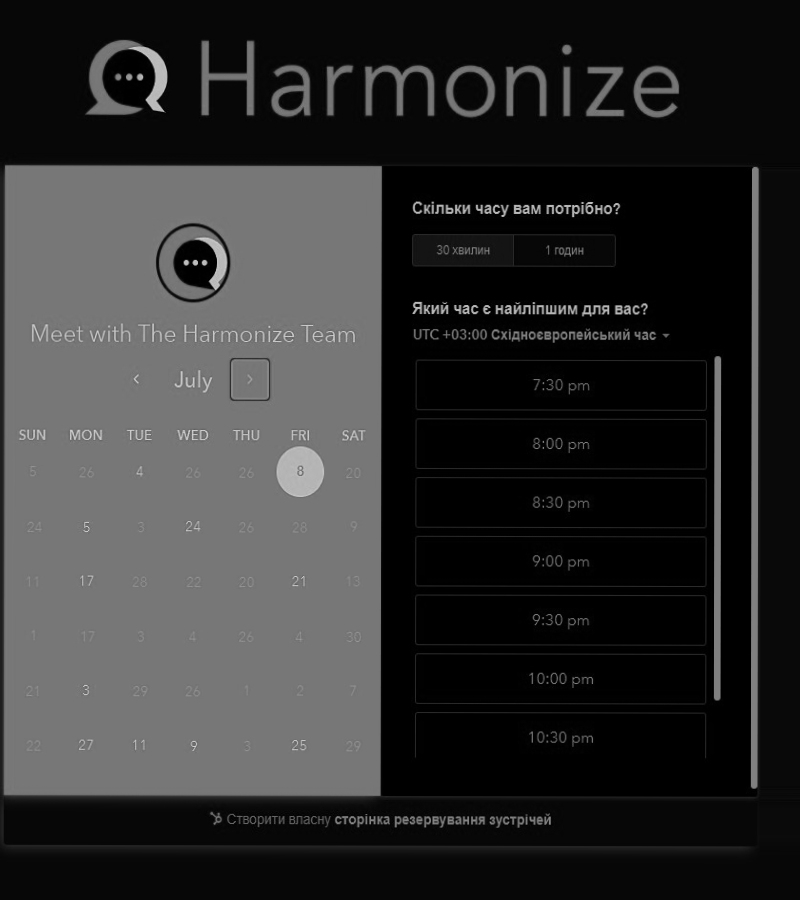 Harmonize
Meet with The Harmonize Team
July
SUN MON TUE WED THU FRI SAT
5 26 4 26 26 8 20
24 5 3 24 26 28 9
11 17 28 22 20 21 13
1 17 3 4 26 4 30
21 3 29 26 1 2 7
22 27 11 9 3 25 29
Скільки часу вам потрібно?
30 хвилин 1 годин
Який час є найліпшим для вас?
UTC +03:00 Східноєвропейський час
7:30 pm
8:00 pm
8:30 pm
9:00 pm
9:30 pm
10:00 pm
10:30 pm
Створити власну сторінка резервування зустрічей